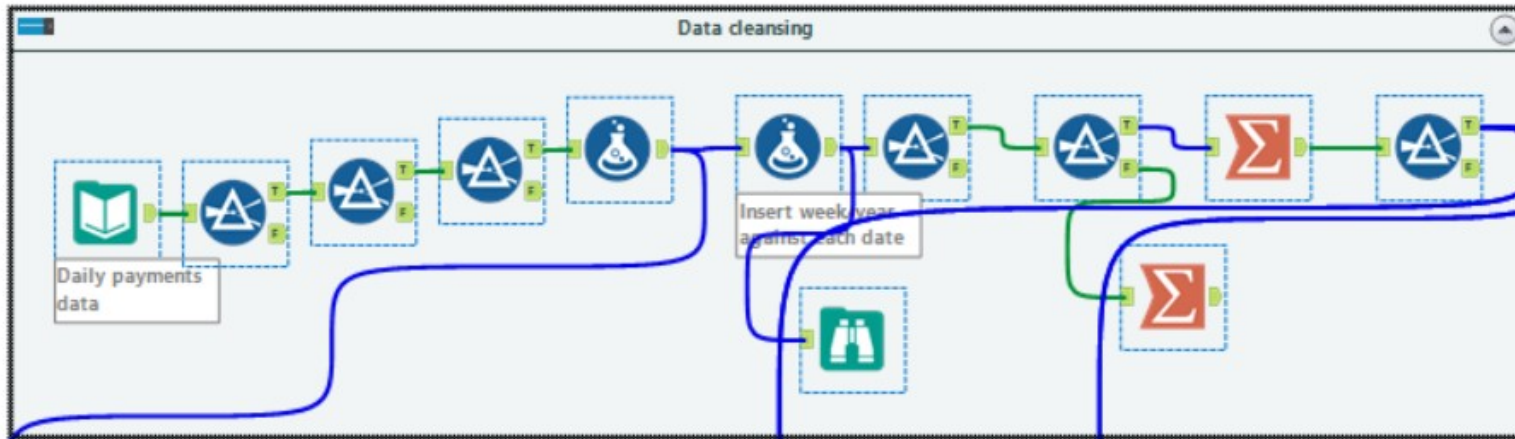 Data cleansing
T
T
T
T
T
T
F
F
F
F
F
F
Insert week/year
against each date
Daily payments
data